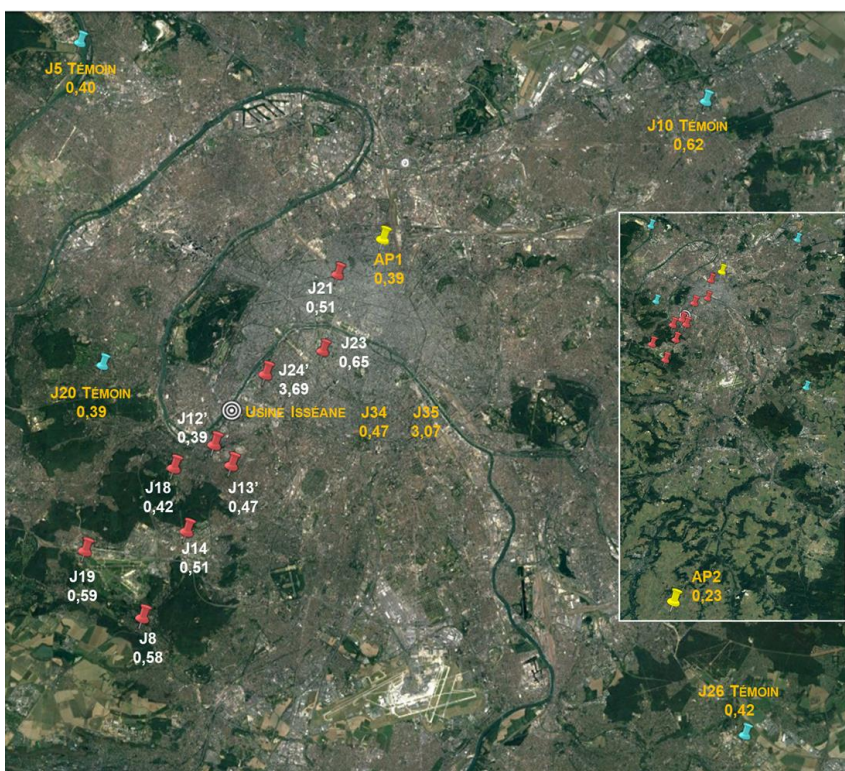 J5 TÉMOIN
0,40
J10 TÉMOIN
0,62
AP1
0,39
J21
0,51
J23
0,65
J24’
3,69
J20 TÉMOIN
0,39
USINE ISSÉANE
J34
0,47
J35
3,07
J12’
0,39
J18
0,42
J13’
0,47
J14
0,51
J19
0,59
J8
0,58
AP2
0,23
J26 TÉMOIN
0,42